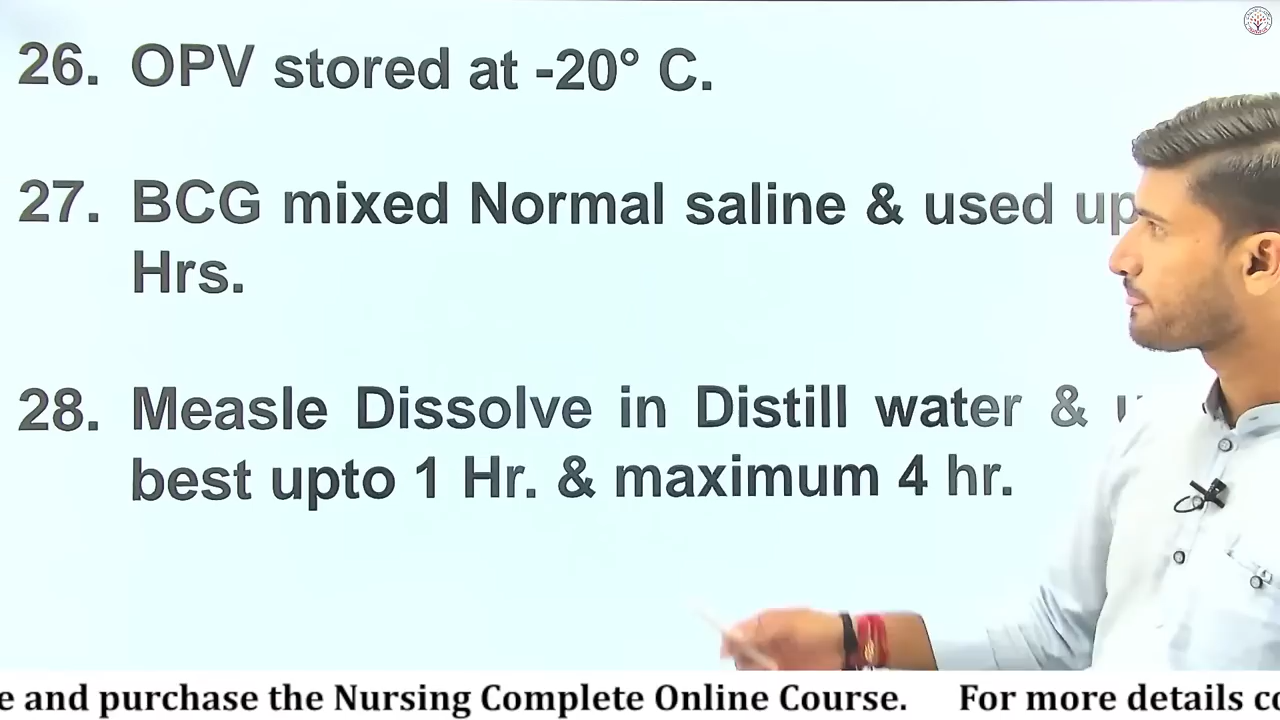 26. OPV stored at -20° C.
27. BCG mixed Normal saline & used up
Hrs.
28. Measle Dissolve in Distill water &
best upto 1 Hr. & maximum 4 hr.
e and purchase the Nursing Complete Online Course. For more details